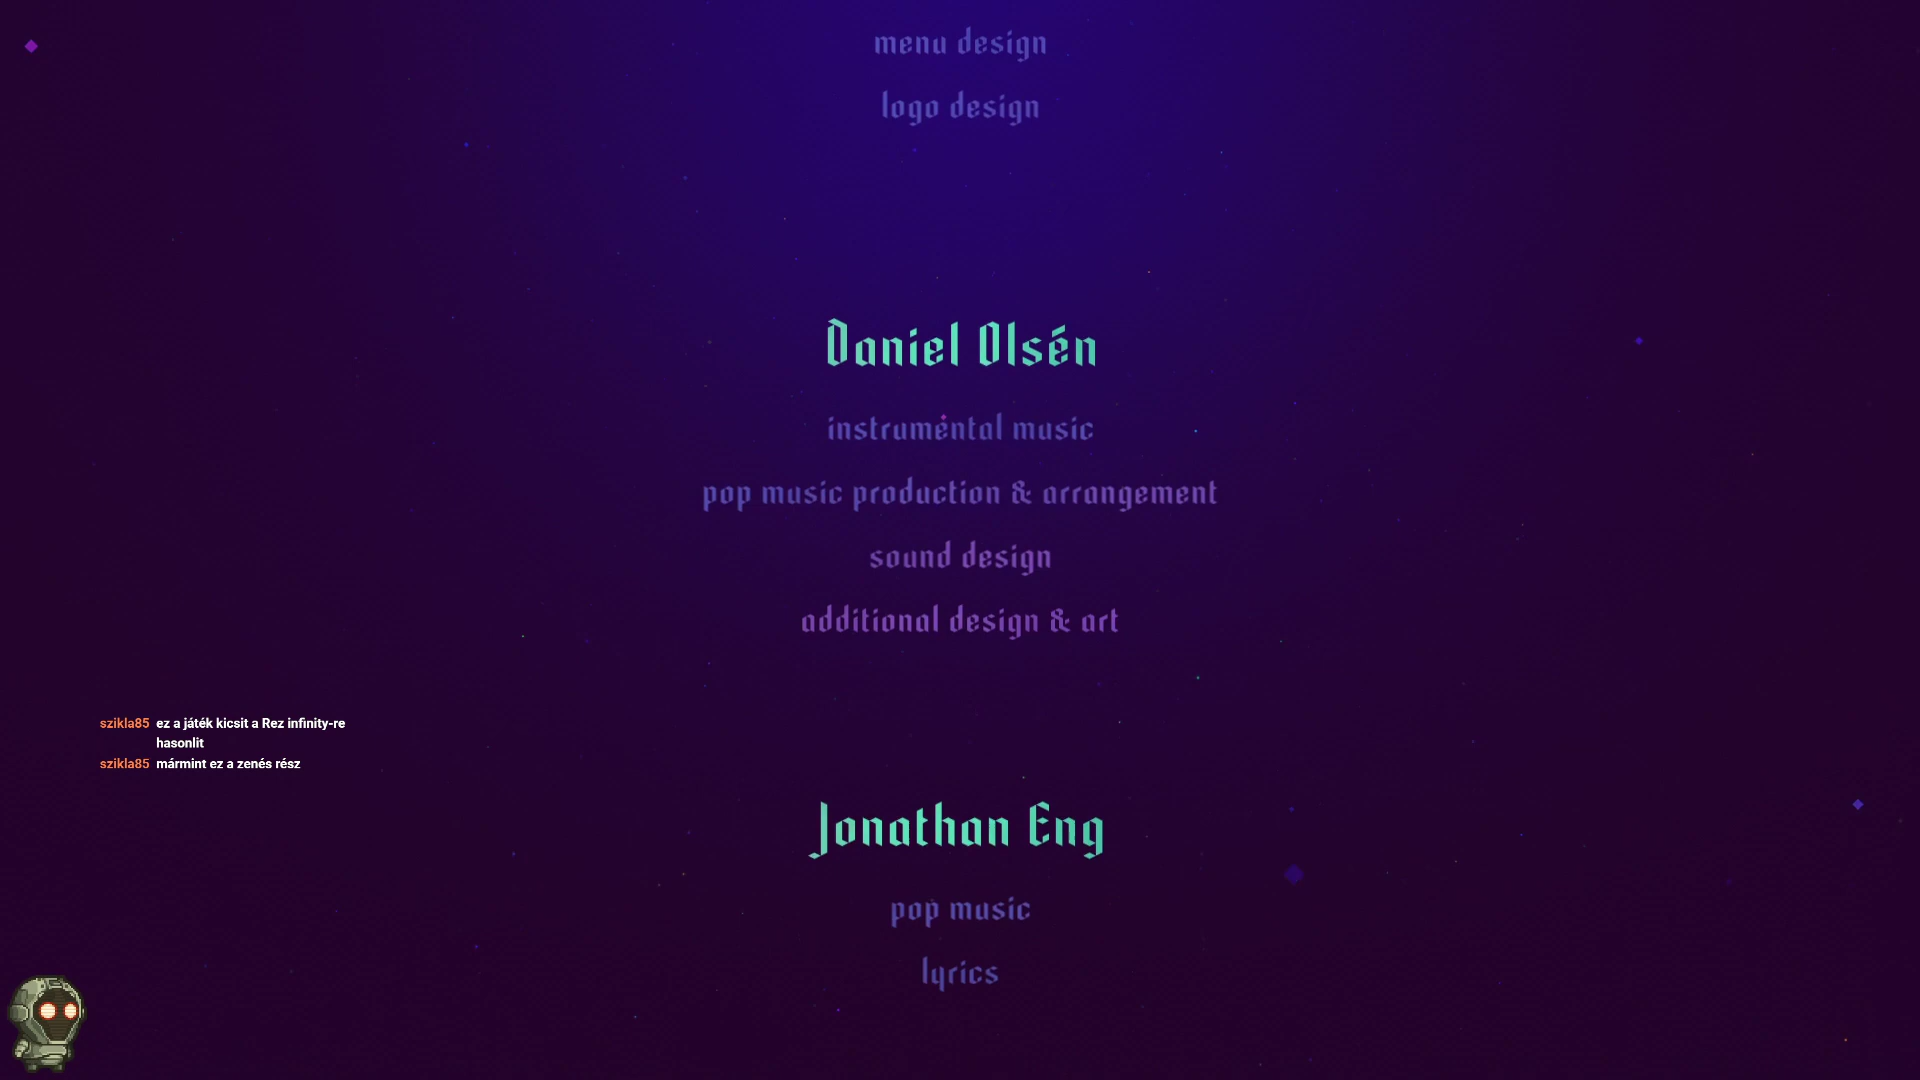 menu design
logo design
Daniel Olsén
instrumental music
pop music production & arrangement
sound design
additional design & art
szikla85 ez a játék kicsit a Rez infinity-re
hasonlit
szikla85 mármint ez a zenés rész
Jonathan Eng
pop music
lyrics